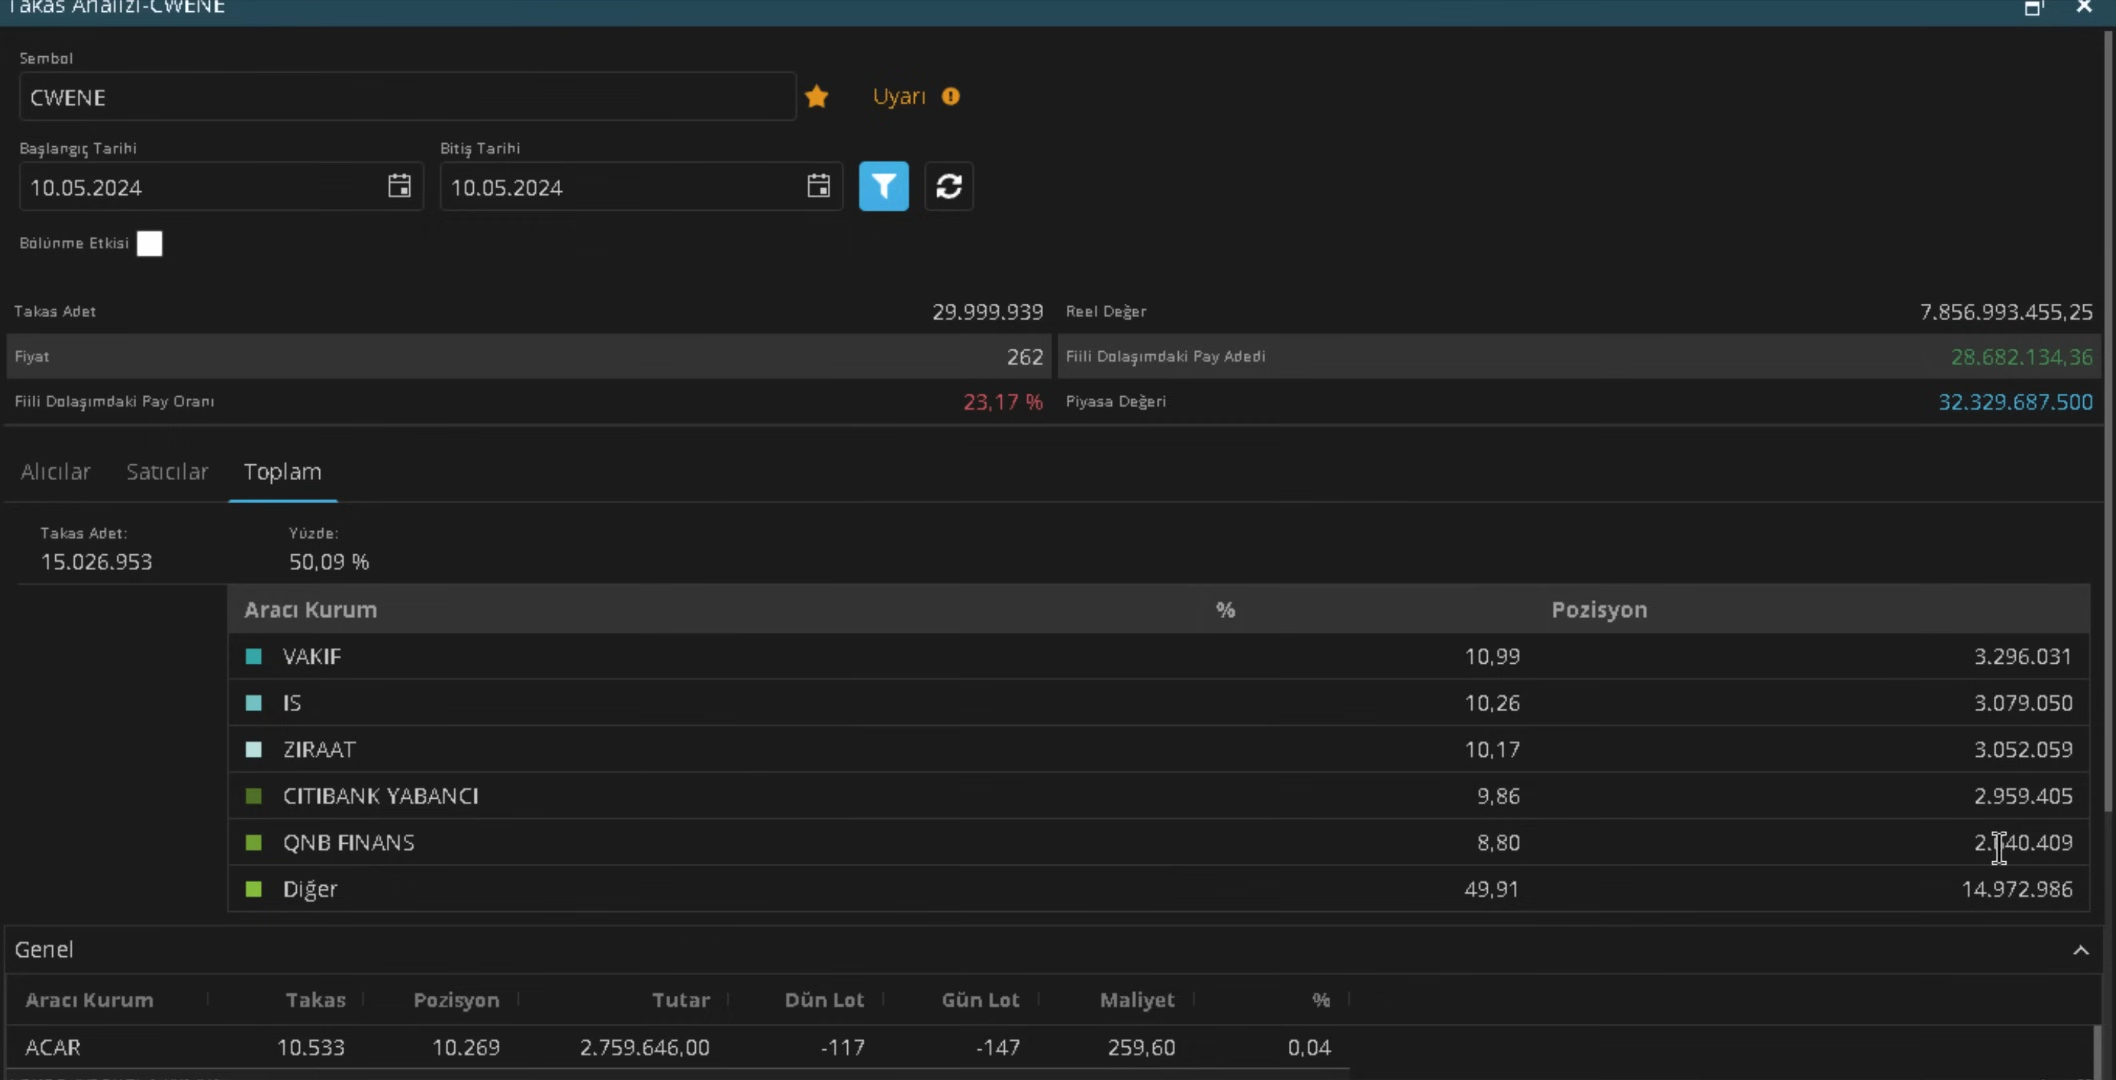 Takas Analizi-CWENE
Sembol
CWENE
Uyarı
Başlangıç Tarihi Bitiş Tarihi
10.05.2024 10.05.2024
Bölünme Etkisi
Takas Adet 29.999.939 Reel Değer 7.856.993.455,25
Fiyat 262 Fiili Dolaşımdaki Pay Adedi 28.682.134,36
Fiili Dolaşımdaki Pay Oranı 23,17 % Piyasa Değeri 32.329.687.500
Alıcılar Satıcılar Toplam
Takas Adet: Yüzde:
15.026.953 50,09 %
Aracı Kurum % Pozisyon
VAKIF 10,99 3.296.031
IS 10,26 3.079.050
ZIRAAT 10,17 3.052.059
CITIBANK YABANCI 9,86 2.959.405
QNB FINANS 8,80
Diğer 49,91 14.972.986
Genel
Aracı Kurum Takas Pozisyon Tutar Dün Lot Gün Lot Maliyet %
ACAR 10.533 10.269 2.759.646,00 -117 -147 259,60 0,04